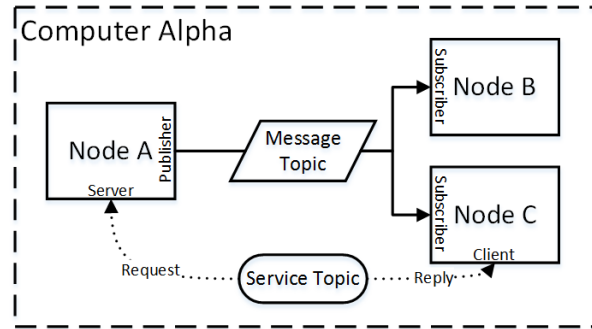 Computer Alpha
Node A
Publisher
Server
Message
Topic
Subscriber
Node B
Subscriber
Node C
Client
Request
Service Topic
Reply